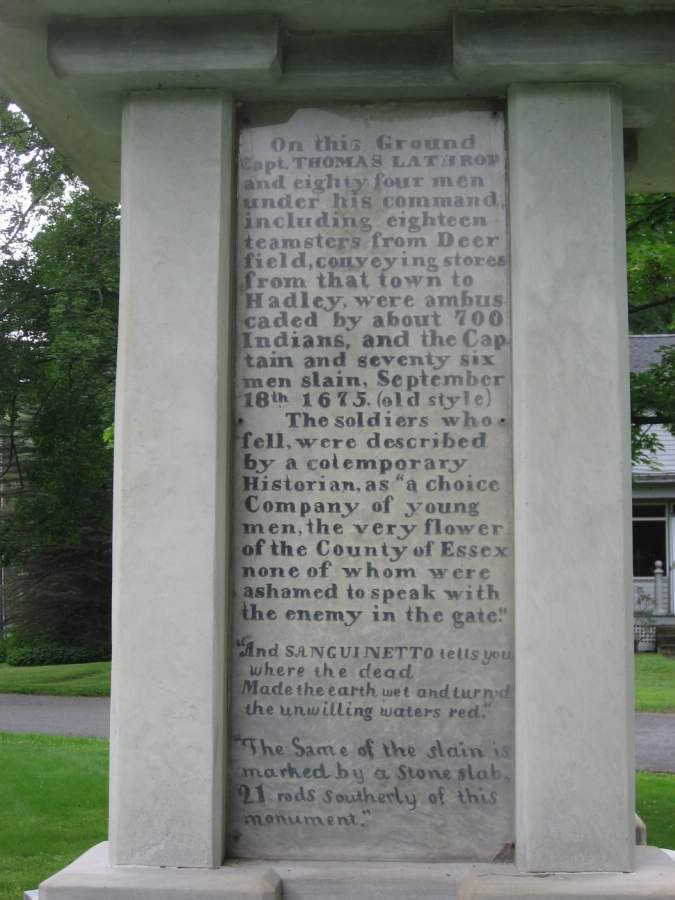 On this Ground
Capt. THOMAS LATHROP
and eighty four men
under his command,
including eighteen
teamsters from Deer
field, conveying stores
from that town to
Hadley, were ambus
caded by about 700
Indians, and the Cap
tain and seventy six
men slain, September
18th 1675. (old style)
The soldiers who
fell, were described
by a cotemporary
Historian, as "a choice
Company of young
men, the very flower
of the County of Essex
none of whom were
ashamed to speak with
the enemy in the gate."
"And SANGUINETTO tells you
where the dead
Made the earth wet and turn'd
the unwilling waters red."
"The Same of the slain is
marked by a Stone slab,
21 rods southerly of this
monument."